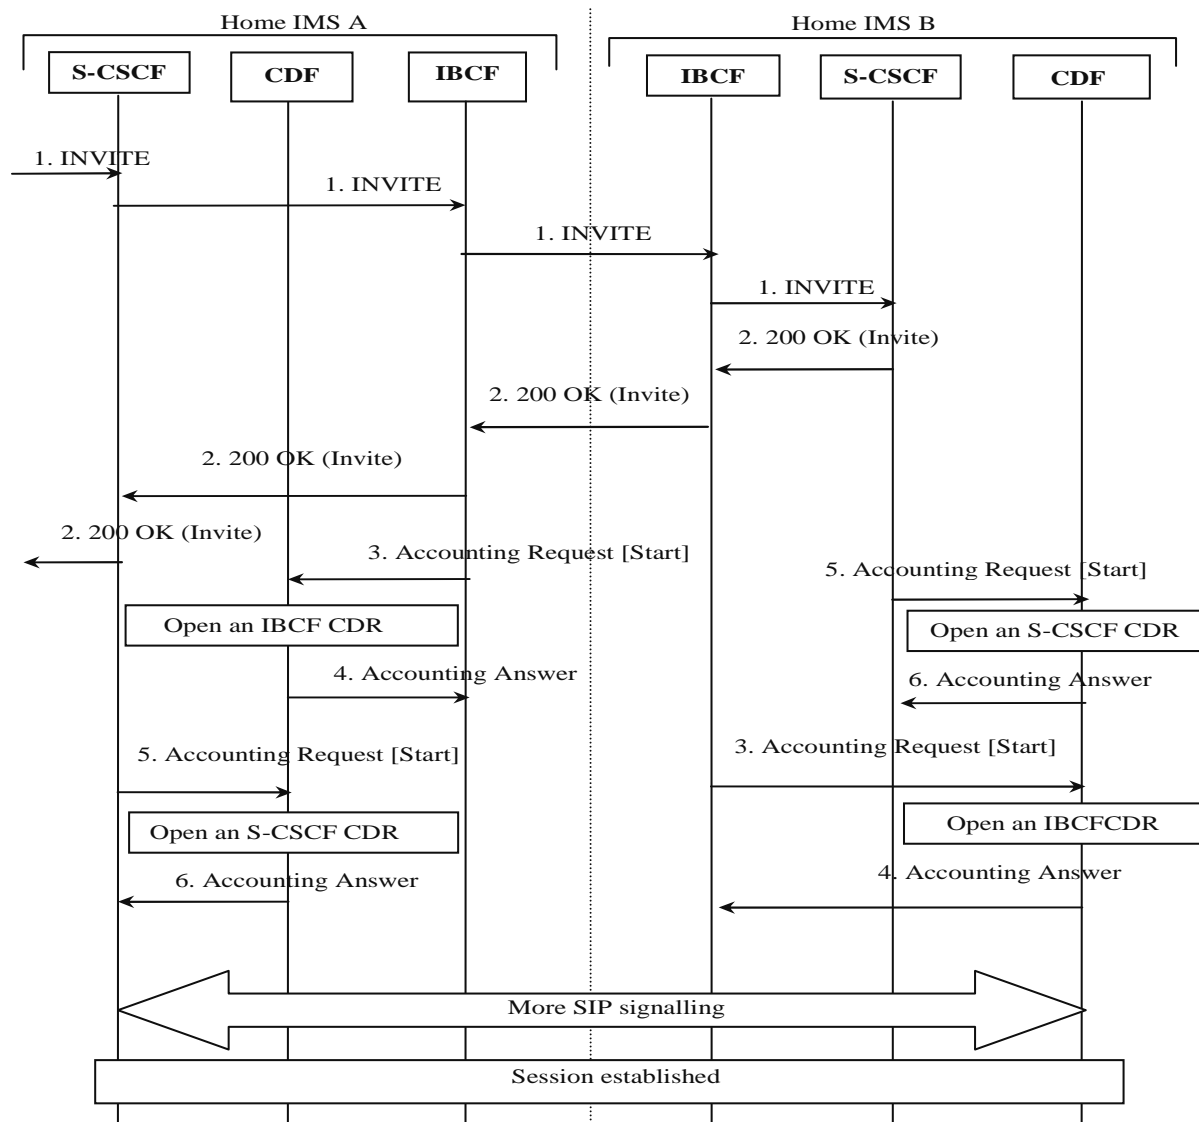 Home IMS A
Home IMS B
S-CSCF
CDF
IBCF
IBCF
S-CSCF
CDF
1. INVITE
1. INVITE
1. INVITE
1. INVITE
2. 200 OK (Invite)
2. 200 OK (Invite)
2. 200 OK (Invite)
2. 200 OK (Invite)
3. Accounting Request [Start]
5. Accounting Request [Start]
Open an IBCF CDR
Open an S-CSCF CDR
4. Accounting Answer
6. Accounting Answer
3. Accounting Request [Start]
5. Accounting Request [Start]
Open an S-CSCF CDR
Open an IBCFCDR
6. Accounting Answer
4. Accounting Answer
More SIP signalling
Session established